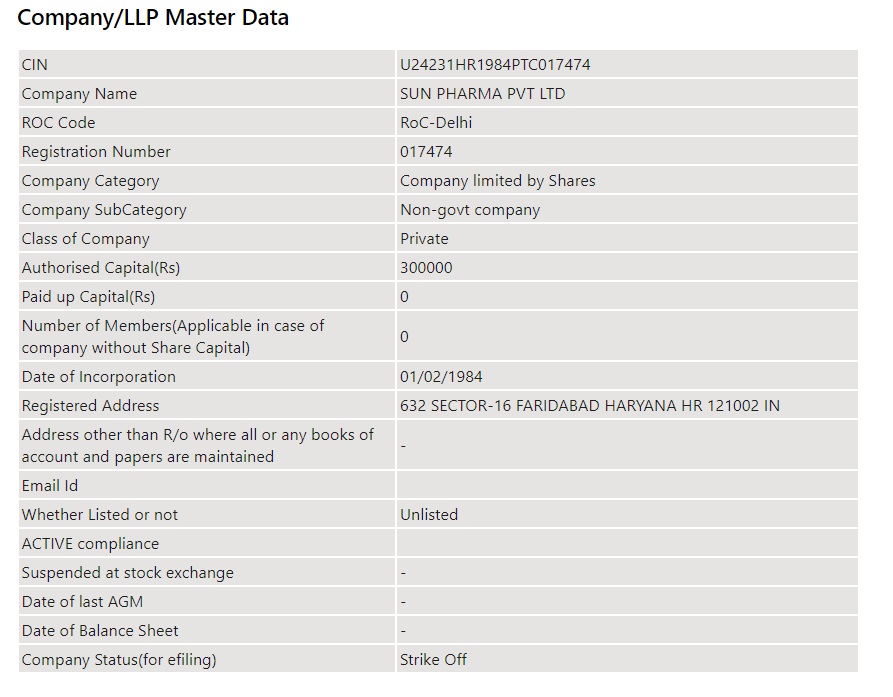 Company/LLP Master Data
CIN U24231HR1984PTC017474
Company Name SUN PHARMA PVT LTD
ROC Code RoC-Delhi
Registration Number 017474
Company Category Company limited by Shares
Company SubCategory Non-govt company
Class of Company Private
Authorised Capital(Rs) 300000
Paid up Capital(Rs) 0
Number of Members(Applicable in case of
company without Share Capital) 0
Date of Incorporation 01/02/1984
Registered Address 632 SECTOR-16 FARIDABAD HARYANA HR 121002 IN
Address other than R/o where all or any books of
account and papers are maintained -
Email Id
Whether Listed or not Unlisted
ACTIVE compliance
Suspended at stock exchange -
Date of last AGM -
Date of Balance Sheet -
Company Status(for efiling) Strike Off